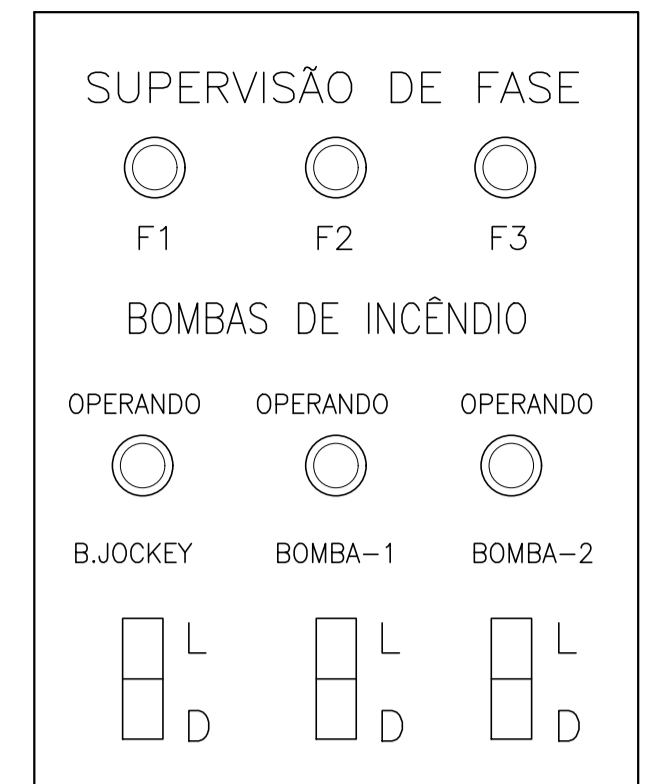 SUPERVISÃO DE FASE
F1 F2 F3
BOMBAS DE INCÊNDIO
OPERANDO OPERANDO OPERANDO
B.JOCKEY BOMBA-1 BOMBA-2
L L L
D D D